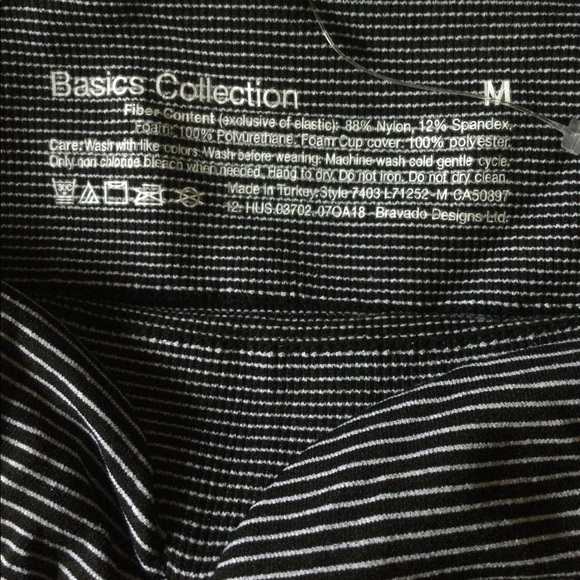 Basics Collection M
Fiber Content (exclusive of elastic): 88% Nylon, 12% Spandex.
Foam: 100% Polyurethane. Foam Cup cover: 100% polyester.
Care: Wash with like colors. Wash before wearing. Machine wash cold gentle cycle.
Only non chlorine bleach when needed. Hang to dry. Do not iron. Do not dry clean.
Made in Turkey. Style 7403 L71252 - M CA50897
12. HUS.03702. 07QA18 - Bravado Designs Ltd.